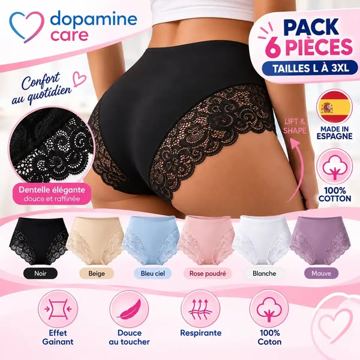 dopamine
care
PACK
6 PIÈCES
TAILLES L À 3XL
Confort
au quotidien
LIFT &
SHAPE
MADE IN
ESPAGNE
100%
COTTON
Dentelle élégante
douce et raffinée
Noir
Beige
Bleu ciel
Rose poudré
Blanche
Mauve
Effet
Gainant
Douce
au toucher
Respirante
100%
Coton